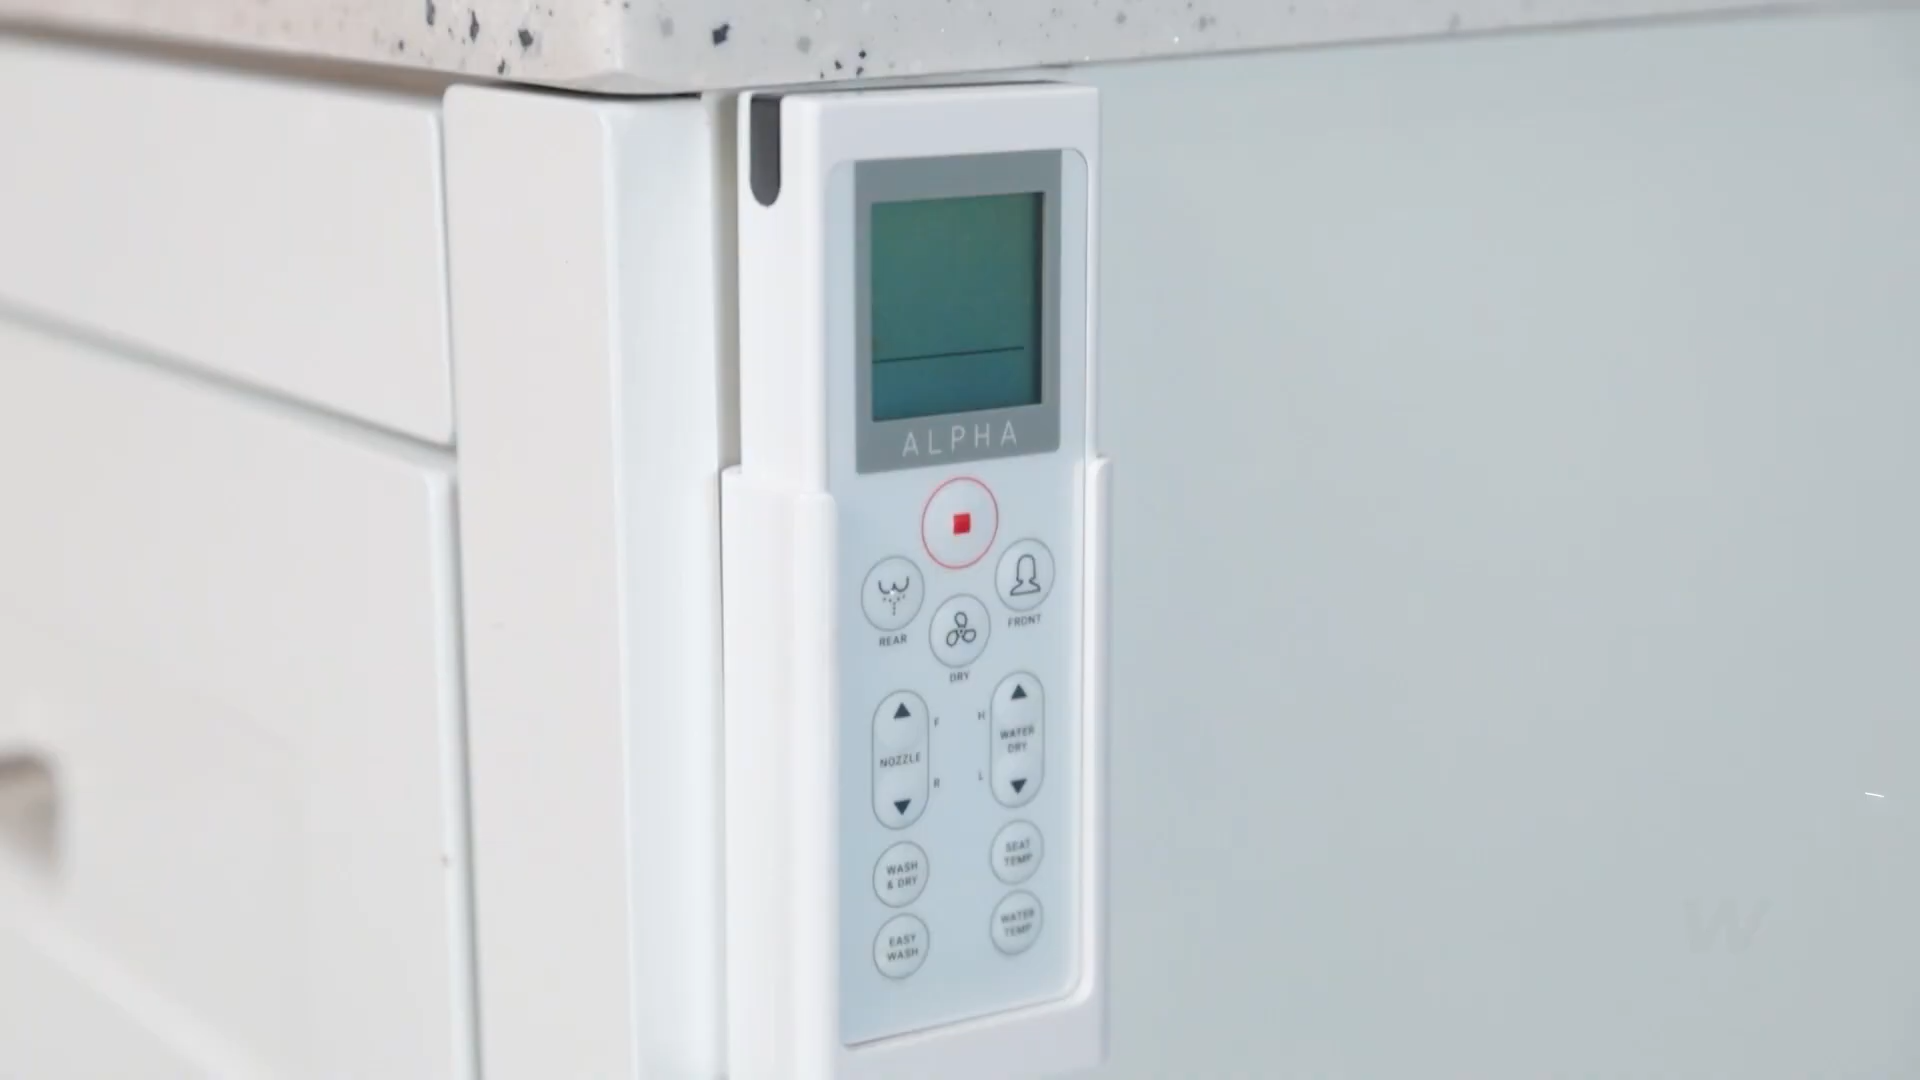 ALPHA
REAR
FRONT
DRY
F
NOZZLE
R
H
WATER
DRY
L
WASH
& DRY
SEAT
TEMP
EASY
WASH
WATER
TEMP
W